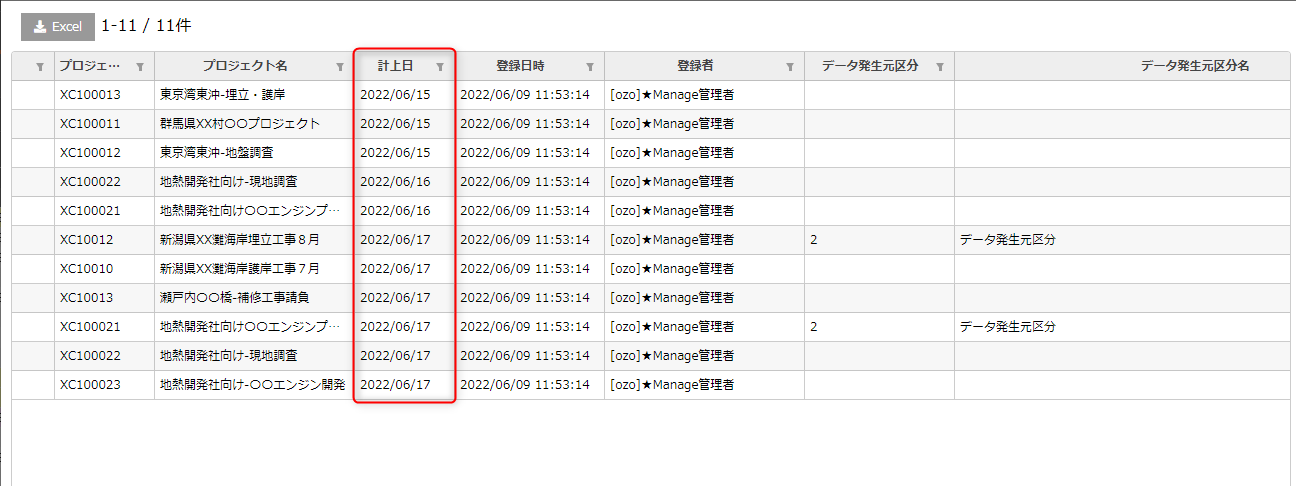 Excel 1-11 / 11件
プロジェ… プロジェクト名 計上日 登録日時 登録者 データ発生元区分 データ発生元区分名
XC100013 東京湾東沖-埋立・護岸 2022/06/15 2022/06/09 11:53:14 [ozo]★Manage管理者
XC100011 群馬県XX村〇〇プロジェクト 2022/06/15 2022/06/09 11:53:14 [ozo]★Manage管理者
XC100012 東京湾東沖-地盤調査 2022/06/15 2022/06/09 11:53:14 [ozo]★Manage管理者
XC100022 地熱開発社向け-現地調査 2022/06/16 2022/06/09 11:53:14 [ozo]★Manage管理者
XC100021 地熱開発社向け〇〇エンジンプ… 2022/06/16 2022/06/09 11:53:14 [ozo]★Manage管理者
XC10012 新潟県XX灘海岸埋立工事８月 2022/06/17 2022/06/09 11:53:14 [ozo]★Manage管理者 2 データ発生元区分
XC10010 新潟県XX灘海岸護岸工事７月 2022/06/17 2022/06/09 11:53:14 [ozo]★Manage管理者
XC10013 瀬戸内〇〇橋-補修工事請負 2022/06/17 2022/06/09 11:53:14 [ozo]★Manage管理者
XC100021 地熱開発社向け〇〇エンジンプ… 2022/06/17 2022/06/09 11:53:14 [ozo]★Manage管理者 2 データ発生元区分
XC100022 地熱開発社向け-現地調査 2022/06/17 2022/06/09 11:53:14 [ozo]★Manage管理者
XC100023 地熱開発社向け-〇〇エンジン開発 2022/06/17 2022/06/09 11:53:14 [ozo]★Manage管理者